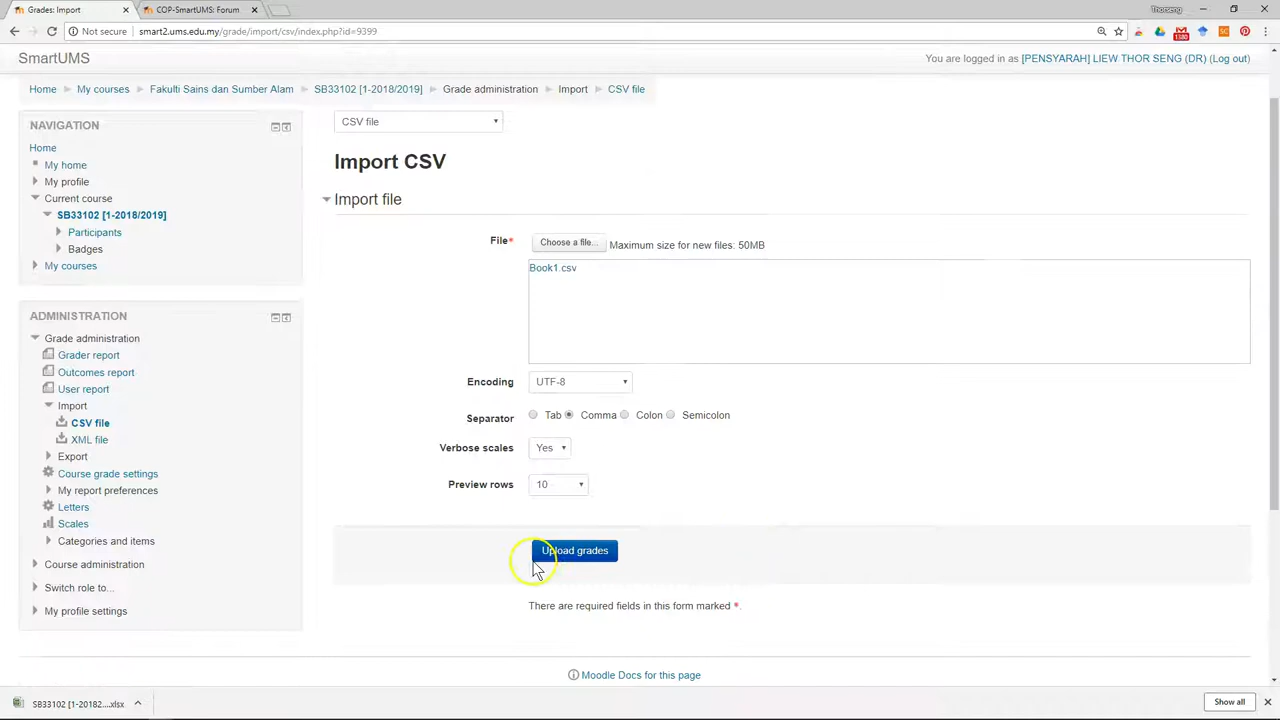 Grades: Import
COP-SmartUMS: Forum
Thorseng
Not secure | smart2.ums.edu.my/grade/import/csv/index.php?id=9399
SmartUMS
You are logged in as [PENSYARAH] LIEW THOR SENG (DR) (Log out)
Home My courses Fakulti Sains dan Sumber Alam SB33102 [1-2018/2019] Grade administration Import CSV file
NAVIGATION
Home
My home
My profile
Current course
SB33102 [1-2018/2019]
Participants
Badges
My courses
ADMINISTRATION
Grade administration
Grader report
Outcomes report
User report
Import
CSV file
XML file
Export
Course grade settings
My report preferences
Letters
Scales
Categories and items
Course administration
Switch role to...
My profile settings
CSV file
Import CSV
Import file
File* Choose a file... Maximum size for new files: 50MB
Book1.csv
Encoding UTF-8
Separator Tab Comma Colon Semicolon
Verbose scales Yes
Preview rows 10
Upload grades
There are required fields in this form marked *.
Moodle Docs for this page
SB33102 [1-20182....xlsx
Show all